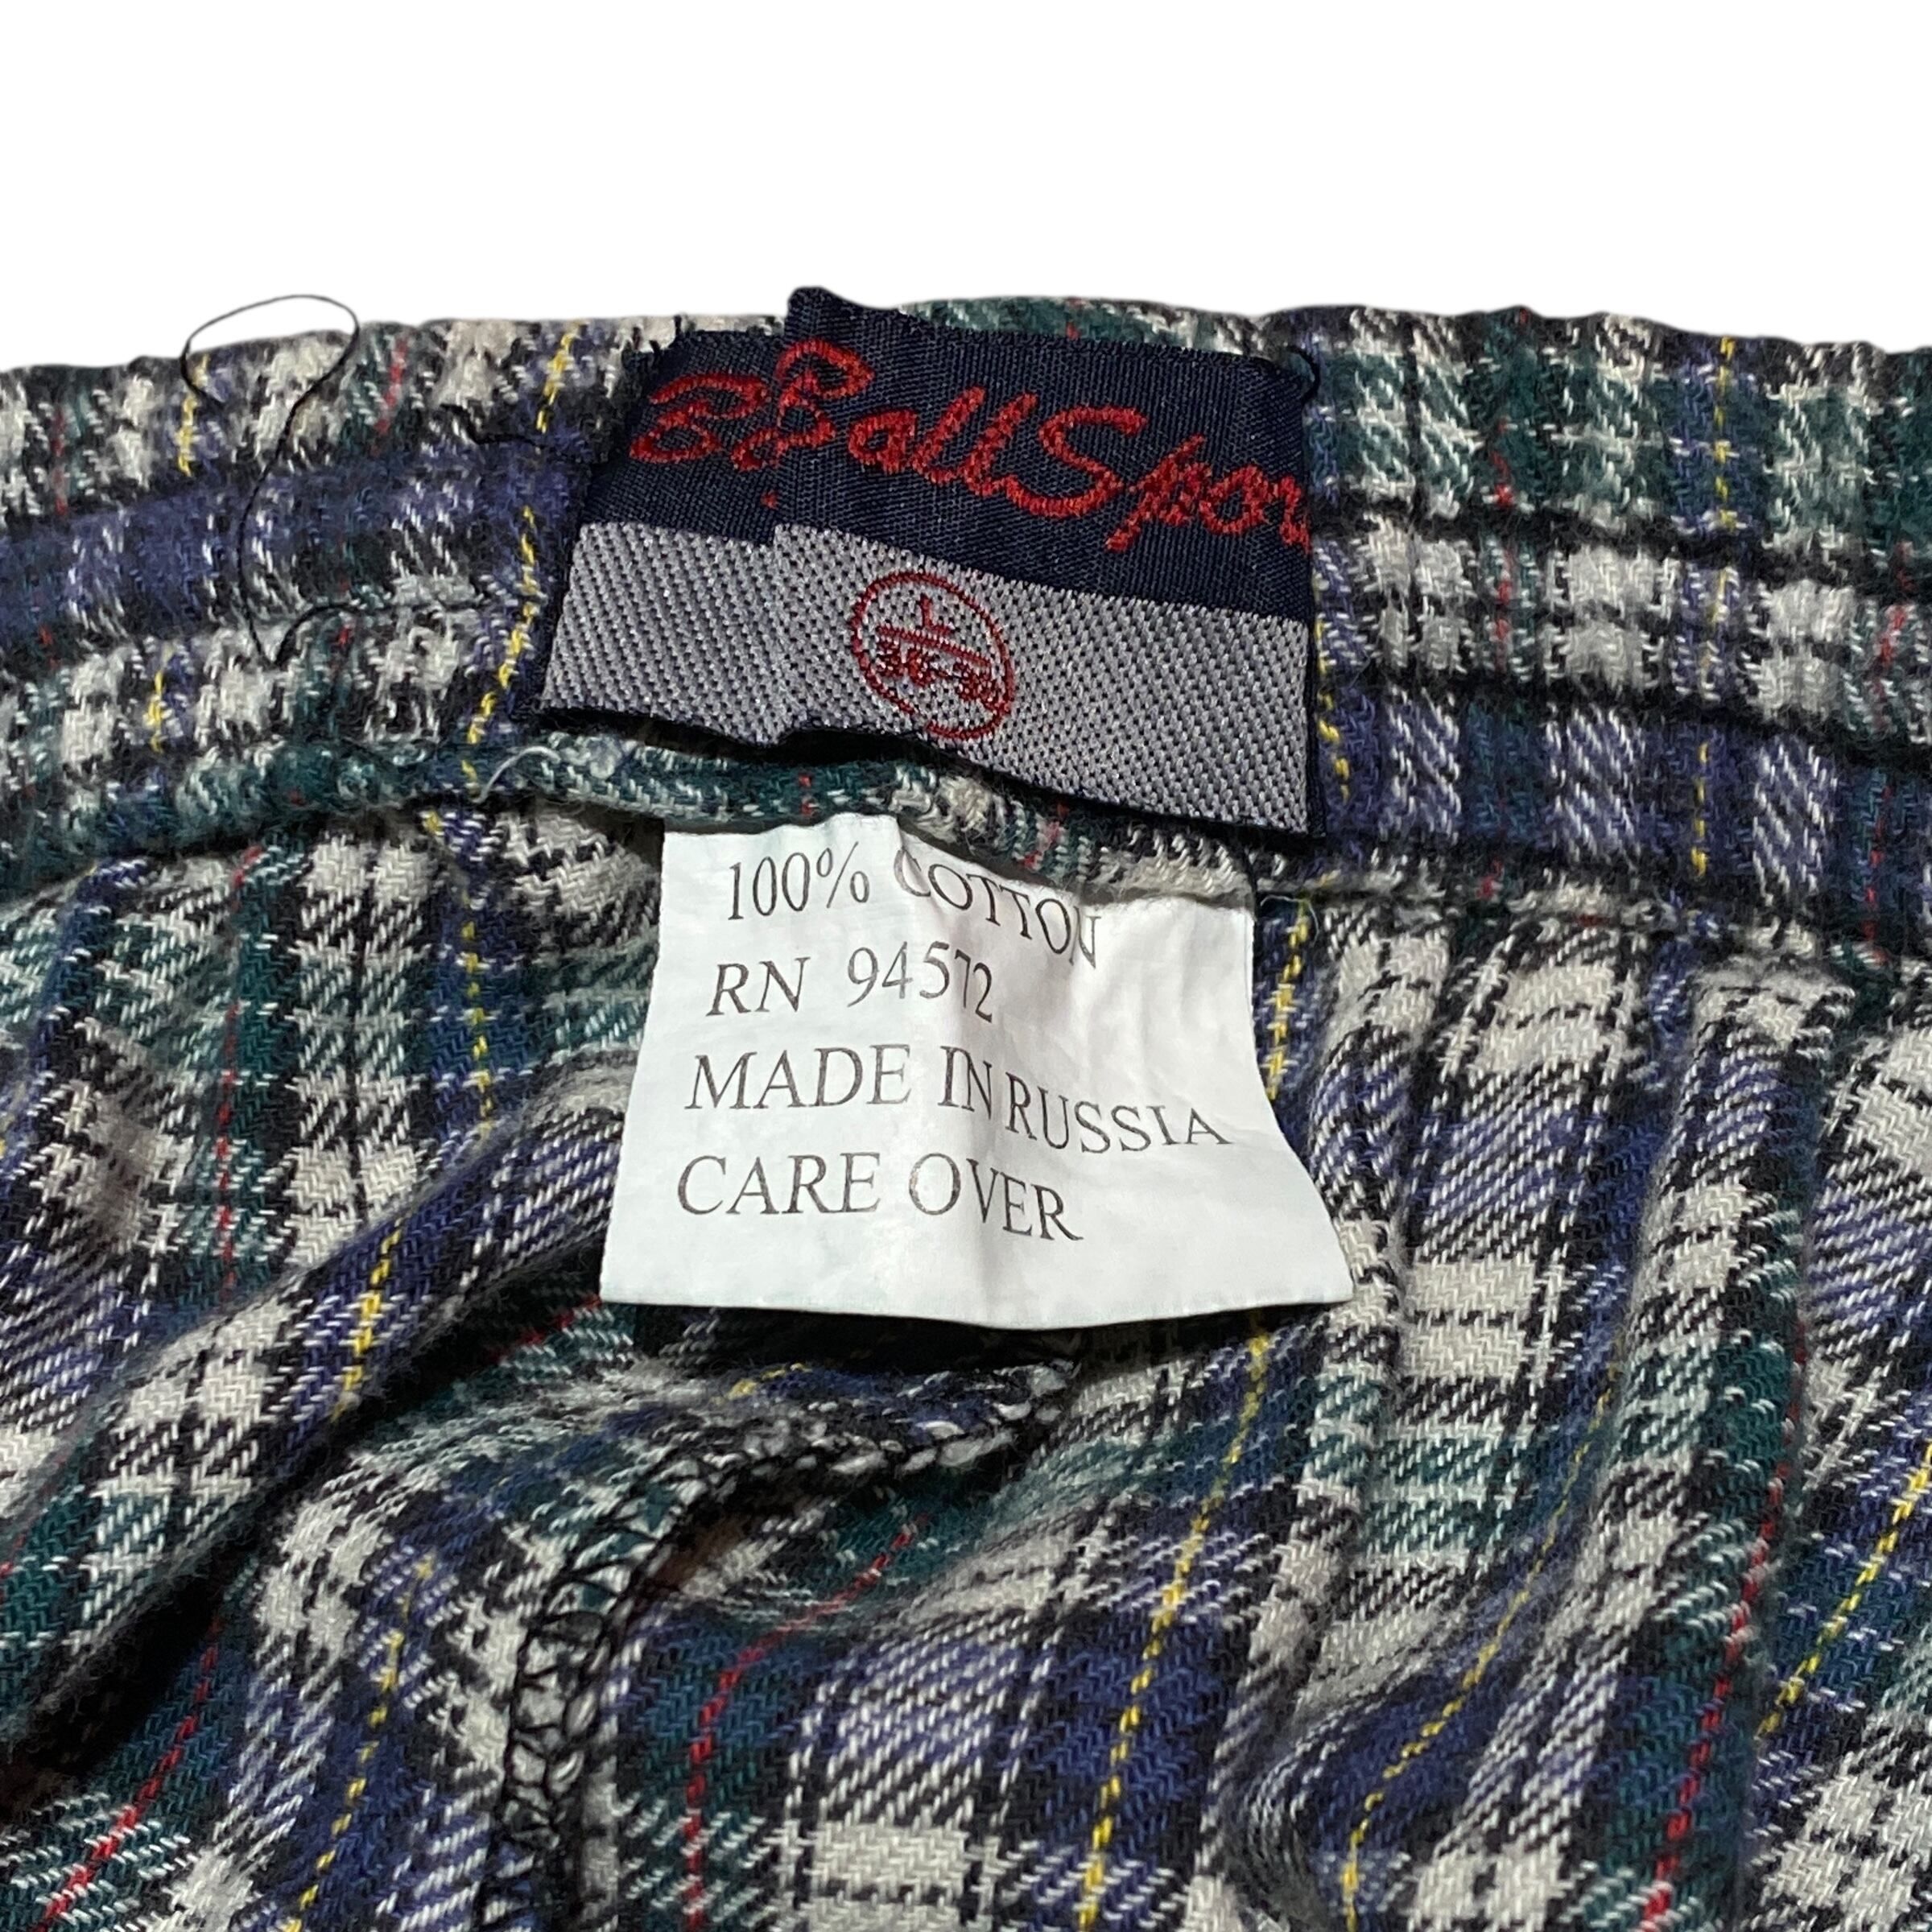 BallSpor
L
36-38
100% COTTON
RN 94572
MADE IN RUSSIA
CARE OVER